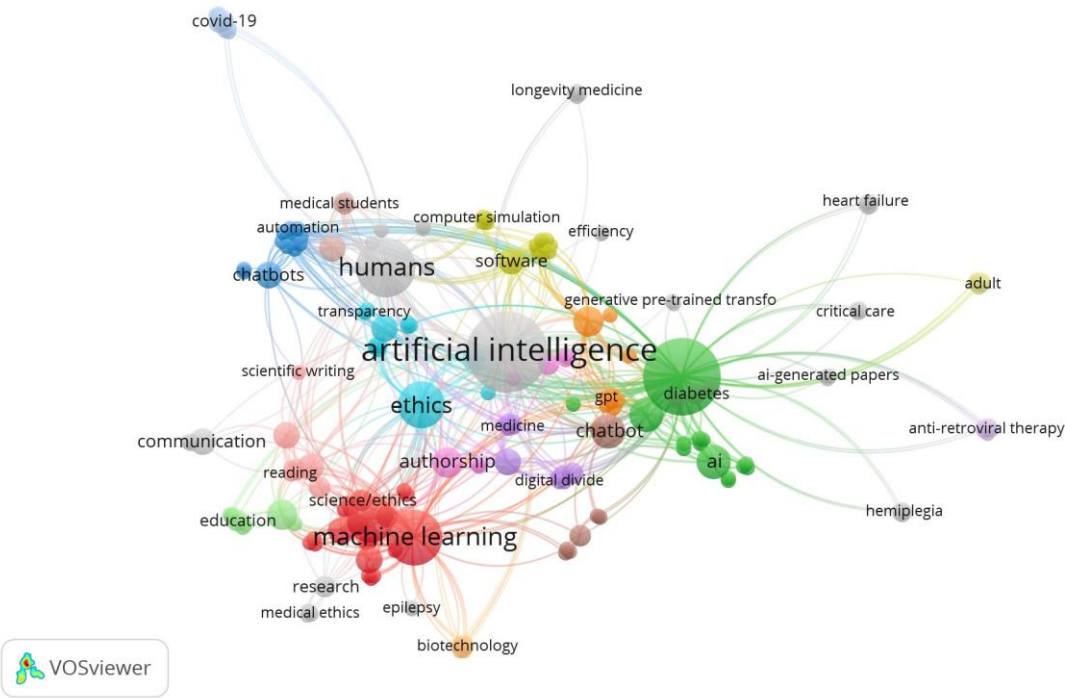 covid-19
longevity medicine
heart failure
medical students
computer simulation
automation
efficiency
software
humans
chatbots
adult
generative pre-trained transfo
transparency
critical care
artificial intelligence
scientific writing
ai-generated papers
diabetes
gpt
ethics
medicine
chatbot
anti-retroviral therapy
communication
authorship
ai
reading
digital divide
science/ethics
hemiplegia
education
machine learning
research
medical ethics
epilepsy
biotechnology
VOSviewer